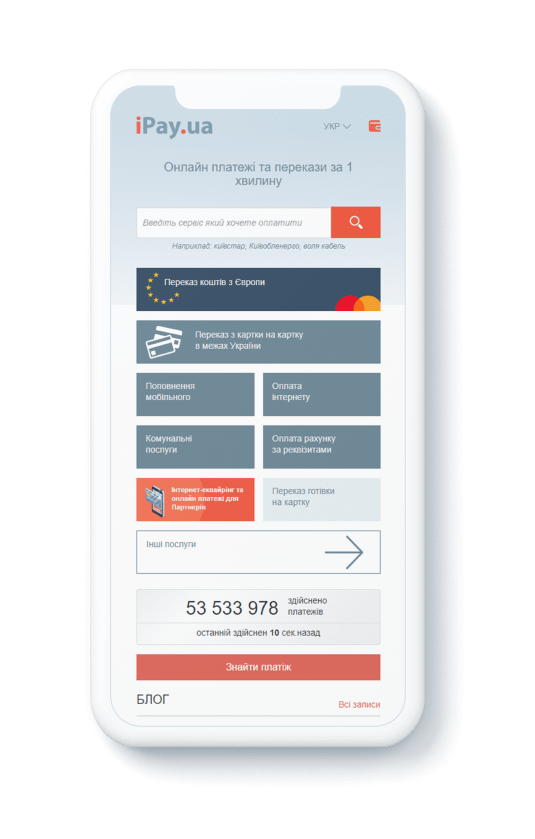 iPay.ua
УКР
Онлайн платежі та перекази за 1
хвилину
Введіть сервіс який хочете оплатити
Наприклад: київстар, Київобленерго, воля кабель
Переказ коштів з Європи
Переказ з картки на картку
в межах України
Поповнення
мобільного
Оплата
інтернету
Комунальні
послуги
Оплата рахунку
за реквізитами
Інтернет-еквайрінг та
онлайн платежі для
Партнерів
Переказ готівки
на картку
Інші послуги
53 533 978
здійснено
платежів
останній здійснен 10 сек.назад
Знайти платіж
БЛОГ
Всі записи